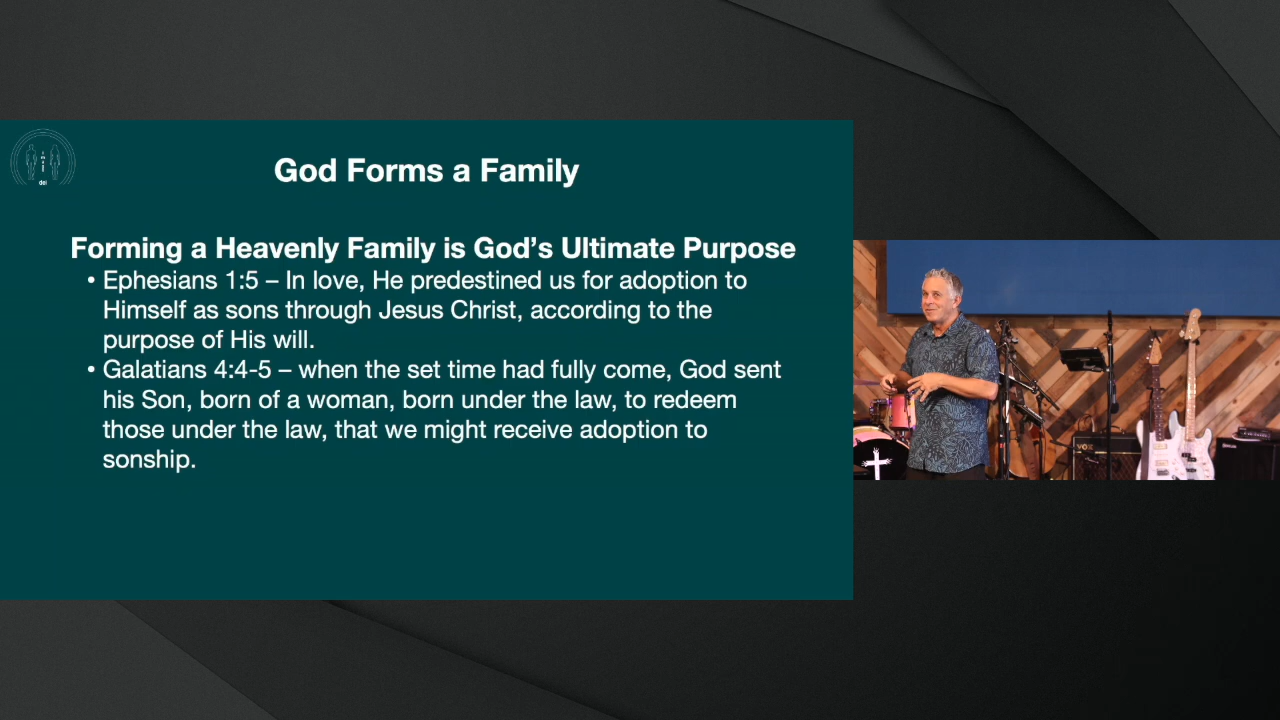 God Forms a Family
Forming a Heavenly Family is God’s Ultimate Purpose
• Ephesians 1:5 – In love, He predestined us for adoption to
Himself as sons through Jesus Christ, according to the
purpose of His will.
• Galatians 4:4-5 – when the set time had fully come, God sent
his Son, born of a woman, born under the law, to redeem
those under the law, that we might receive adoption to
sonship.
dei
VOX